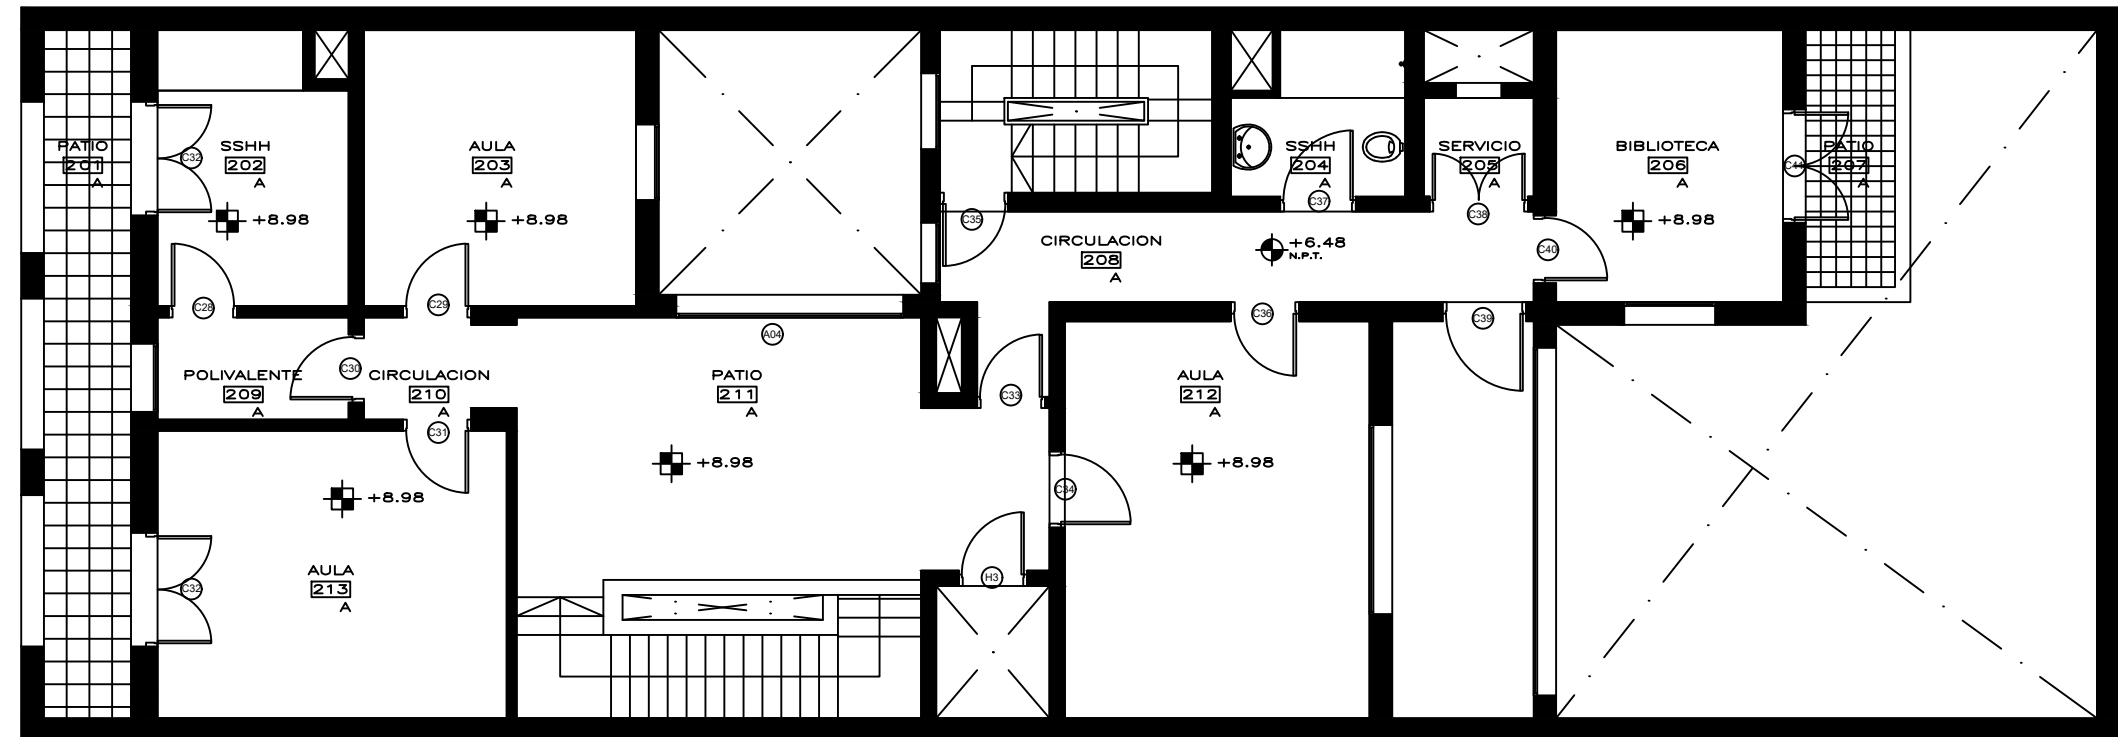 PATIO
201
A
C32
SSHH
202
A
+8.98
AULA
203
A
+8.98
C35
SSHH
204
A
C37
SERVICIO
205
A
C38
BIBLIOTECA
206
A
+8.98
C41
PATIO
207
A
CIRCULACION
208
A
+6.48
N.P.T.
C40
C28
C29
A04
C36
C39
POLIVALENTE
209
A
C30
CIRCULACION
210
A
C31
PATIO
211
A
+8.98
C33
AULA
212
A
+8.98
C34
+8.98
AULA
213
A
C32
H3